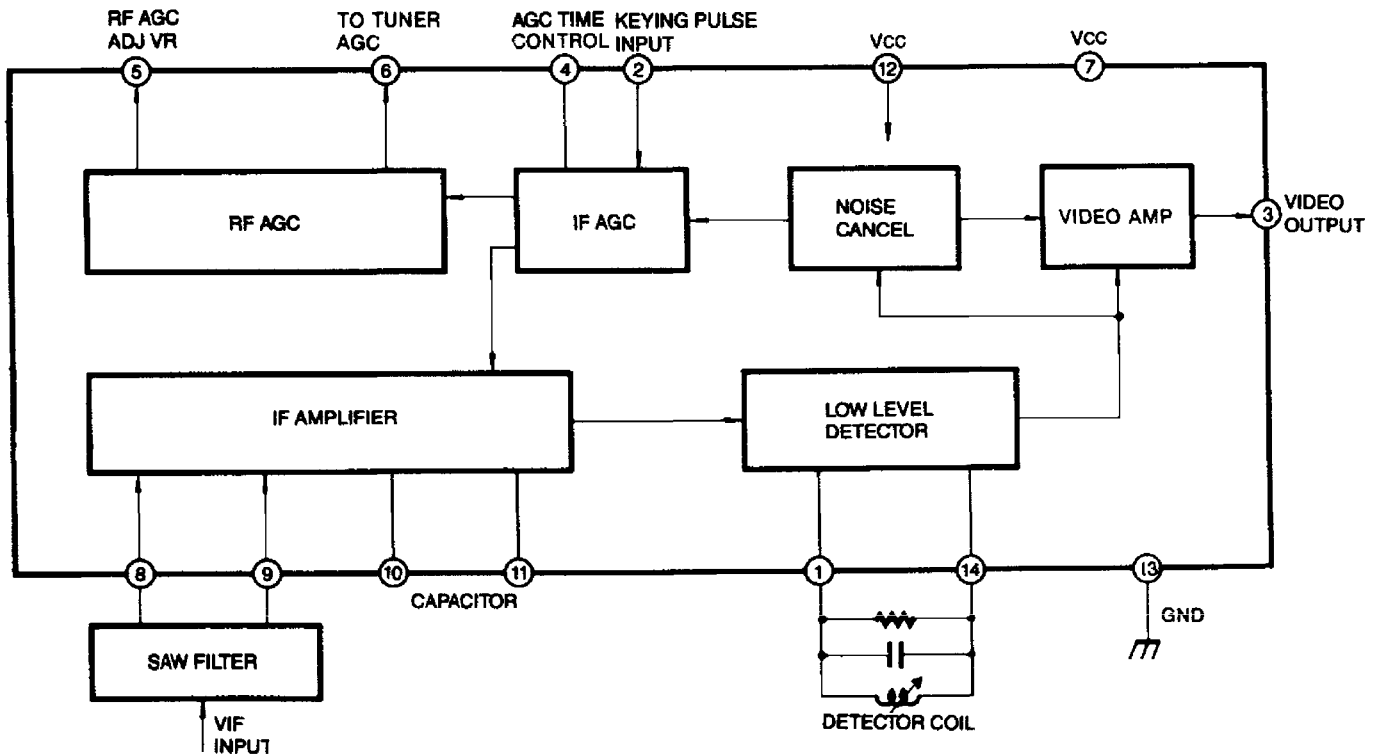 RF AGC
ADJ VR
TO TUNER
AGC
AGC TIME
CONTROL
KEYING PULSE
INPUT
VCC
VCC
5
6
4
2
12
7
RF AGC
IF AGC
NOISE
CANCEL
VIDEO AMP
3
VIDEO
OUTPUT
IF AMPLIFIER
LOW LEVEL
DETECTOR
8
9
10
11
1
14
13
CAPACITOR
GND
SAW FILTER
DETECTOR COIL
VIF
INPUT